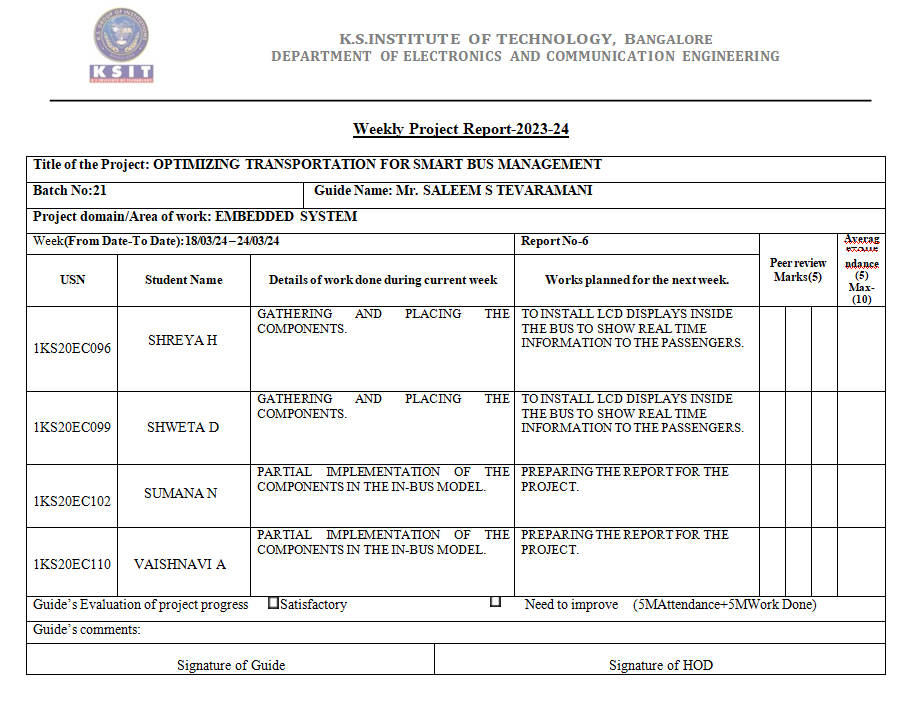 K.S. GROUP OF INSTITUTIONS
KSIT
K.S. INSTITUTE OF TECHNOLOGY
K.S.INSTITUTE OF TECHNOLOGY, BANGALORE
DEPARTMENT OF ELECTRONICS AND COMMUNICATION ENGINEERING
Weekly Project Report-2023-24
Title of the Project: OPTIMIZING TRANSPORTATION FOR SMART BUS MANAGEMENT
Batch No:21 Guide Name: Mr. SALEEM S TEVARAMANI
Project domain/Area of work: EMBEDDED SYSTEM
Week(From Date-To Date):18/03/24–24/03/24 Report No-6
USN Student Name Details of work done during current week Works planned for the next week.
Peer review
Marks(5)
Averag
ndance
(5)
Max-
(10)
1KS20EC096
SHREYA H
GATHERING AND PLACING THE
COMPONENTS.
TO INSTALL LCD DISPLAYS INSIDE
THE BUS TO SHOW REAL TIME
INFORMATION TO THE PASSENGERS.
1KS20EC099
SHWETA D
GATHERING AND PLACING THE
COMPONENTS.
TO INSTALL LCD DISPLAYS INSIDE
THE BUS TO SHOW REAL TIME
INFORMATION TO THE PASSENGERS.
1KS20EC102
SUMANA N
PARTIAL IMPLEMENTATION OF THE
COMPONENTS IN THE IN-BUS MODEL.
PREPARING THE REPORT FOR THE
PROJECT.
1KS20EC110
VAISHNAVI A
PARTIAL IMPLEMENTATION OF THE
COMPONENTS IN THE IN-BUS MODEL.
PREPARING THE REPORT FOR THE
PROJECT.
Guide’s Evaluation of project progress Satisfactory Need to improve (5MAttendance+5MWork Done)
Guide’s comments:
Signature of Guide Signature of HOD